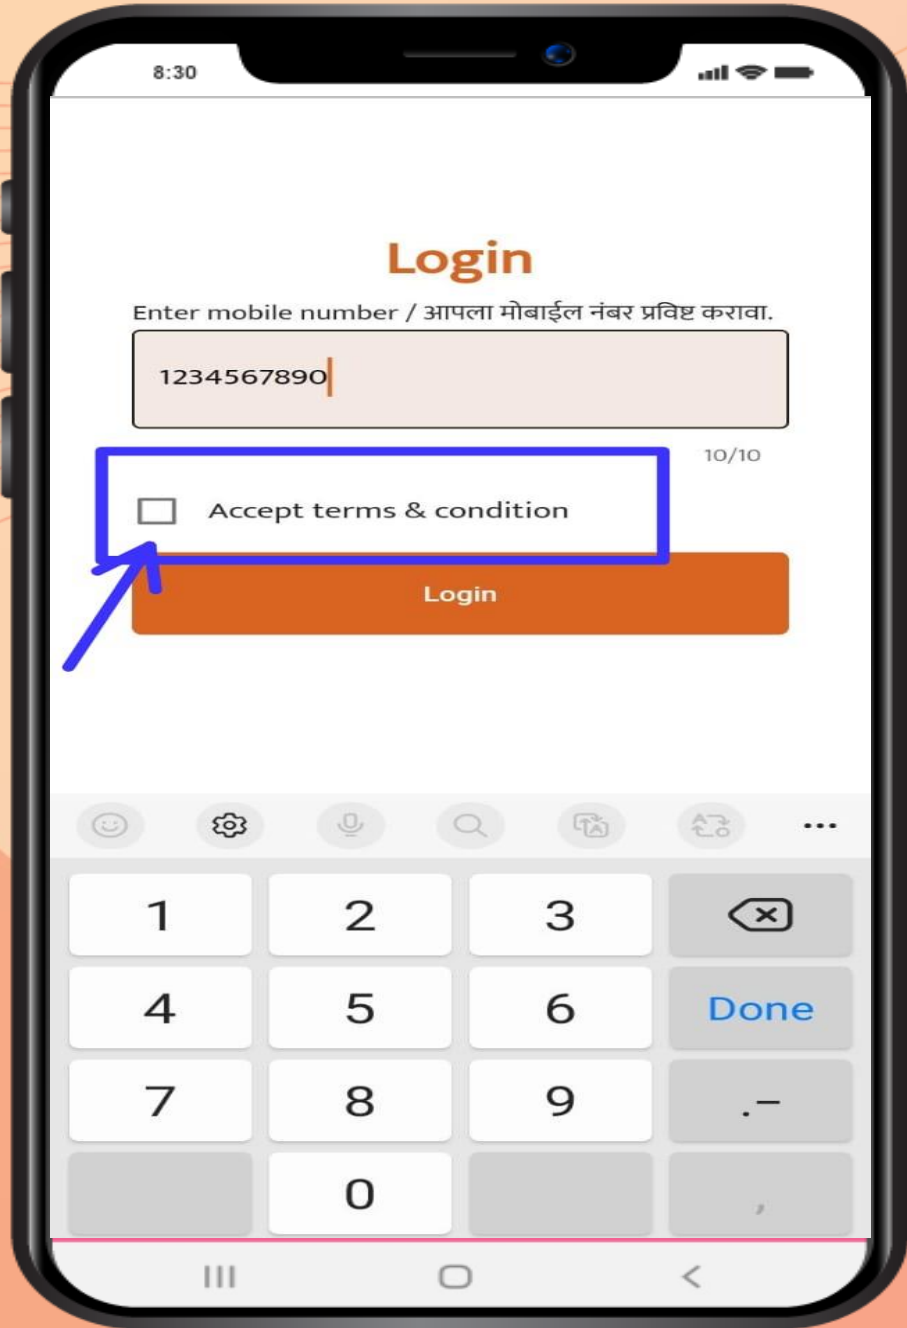 8:30
Login
Enter mobile number / आपला मोबाईल नंबर प्रविष्ट करावा.
1234567890
10/10
Accept terms & condition
Login
1 2 3
4 5 6 Done
7 8 9 .-
0 ,